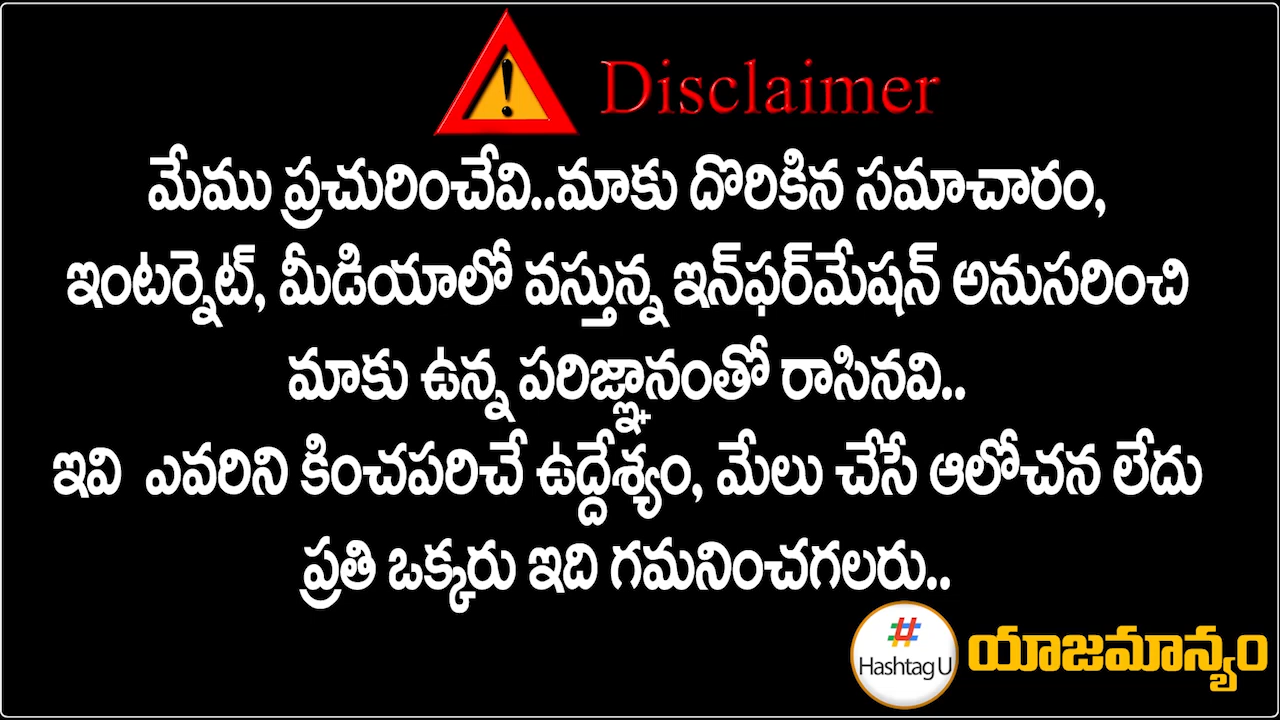 Disclaimer
మేము ప్రచురించేవి..మాకు దొరికిన సమాచారం,
ఇంటర్నెట్, మీడియాలో వస్తున్న ఇన్‌ఫర్‌మేషన్ అనుసరించి
మాకు ఉన్న పరిజ్ఞానంతో రాసినవి..
ఇవి ఎవరిని కించపరిచే ఉద్దేశ్యం, మేలు చేసే ఆలోచన లేదు
ప్రతి ఒక్కరు ఇది గమనించగలరు..
# Hashtag U యాజమాన్యం